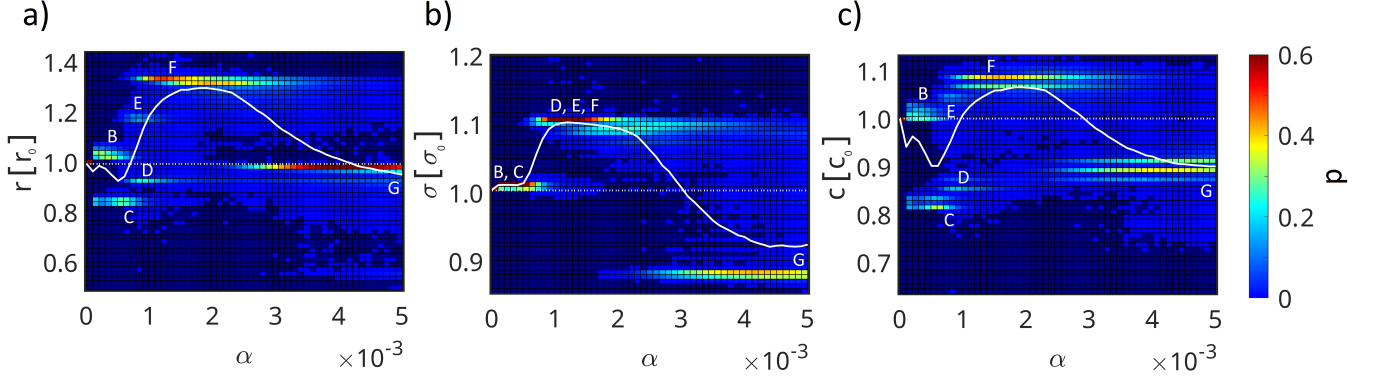 a)
r [r₀]
1.4
1.2
1.0
0.8
0.6
F
E
B
D
C
G
0 1 2 3 4 5
α ×10⁻³
b)
σ [σ₀]
1.2
1.1
1.0
0.9
D, E, F
B, C
G
0 1 2 3 4 5
α ×10⁻³
c)
c [c₀]
1.1
1.0
0.9
0.8
0.7
F
B
E
D
C
G
0 1 2 3 4 5
α ×10⁻³
0.6
0.4
0.2
0
p